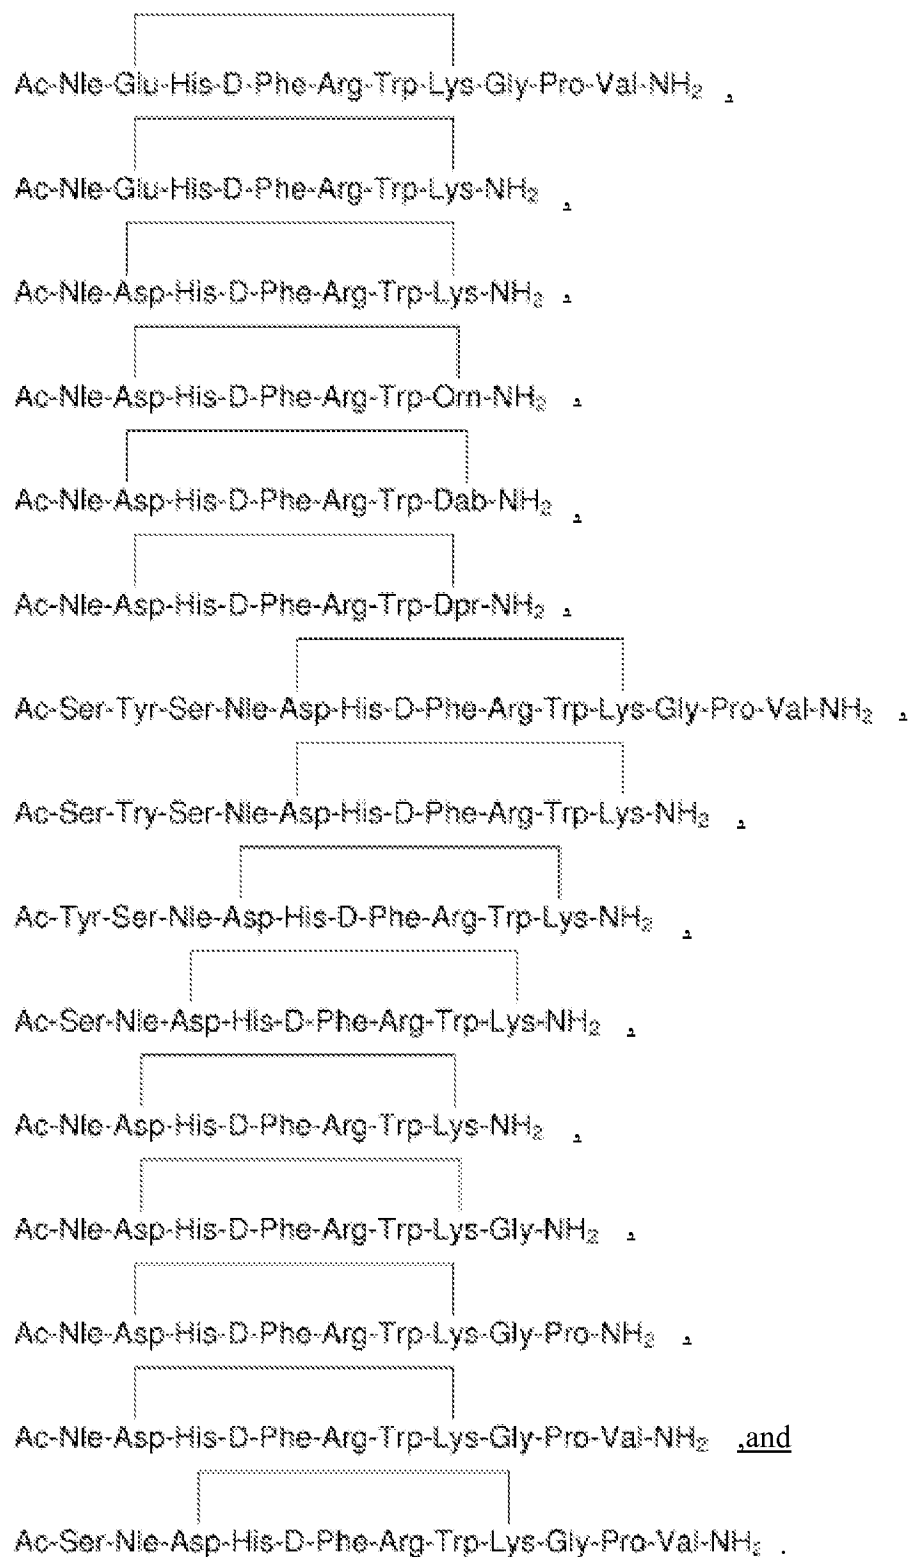 Ac-Nle-Glu-His-D-Phe-Arg-Trp-Lys-Gly-Pro-Val-NH₂ ,
Ac-Nle-Glu-His-D-Phe-Arg-Trp-Lys-NH₂ ,
Ac-Nle-Asp-His-D-Phe-Arg-Trp-Lys-NH₂ ,
Ac-Nle-Asp-His-D-Phe-Arg-Trp-Orn-NH₂ ,
Ac-Nle-Asp-His-D-Phe-Arg-Trp-Dab-NH₂ ,
Ac-Nle-Asp-His-D-Phe-Arg-Trp-Dpr-NH₂ ,
Ac-Ser-Tyr-Ser-Nle-Asp-His-D-Phe-Arg-Trp-Lys-Gly-Pro-Val-NH₂ ,
Ac-Ser-Try-Ser-Nle-Asp-His-D-Phe-Arg-Trp-Lys-NH₂ ,
Ac-Tyr-Ser-Nle-Asp-His-D-Phe-Arg-Trp-Lys-NH₂ ,
Ac-Ser-Nle-Asp-His-D-Phe-Arg-Trp-Lys-NH₂ ,
Ac-Nle-Asp-His-D-Phe-Arg-Trp-Lys-NH₂ ,
Ac-Nle-Asp-His-D-Phe-Arg-Trp-Lys-Gly-NH₂ ,
Ac-Nle-Asp-His-D-Phe-Arg-Trp-Lys-Gly-Pro-NH₂ ,
Ac-Nle-Asp-His-D-Phe-Arg-Trp-Lys-Gly-Pro-Val-NH₂ ,and
Ac-Ser-Nle-Asp-His-D-Phe-Arg-Trp-Lys-Gly-Pro-Val-NH₂ .